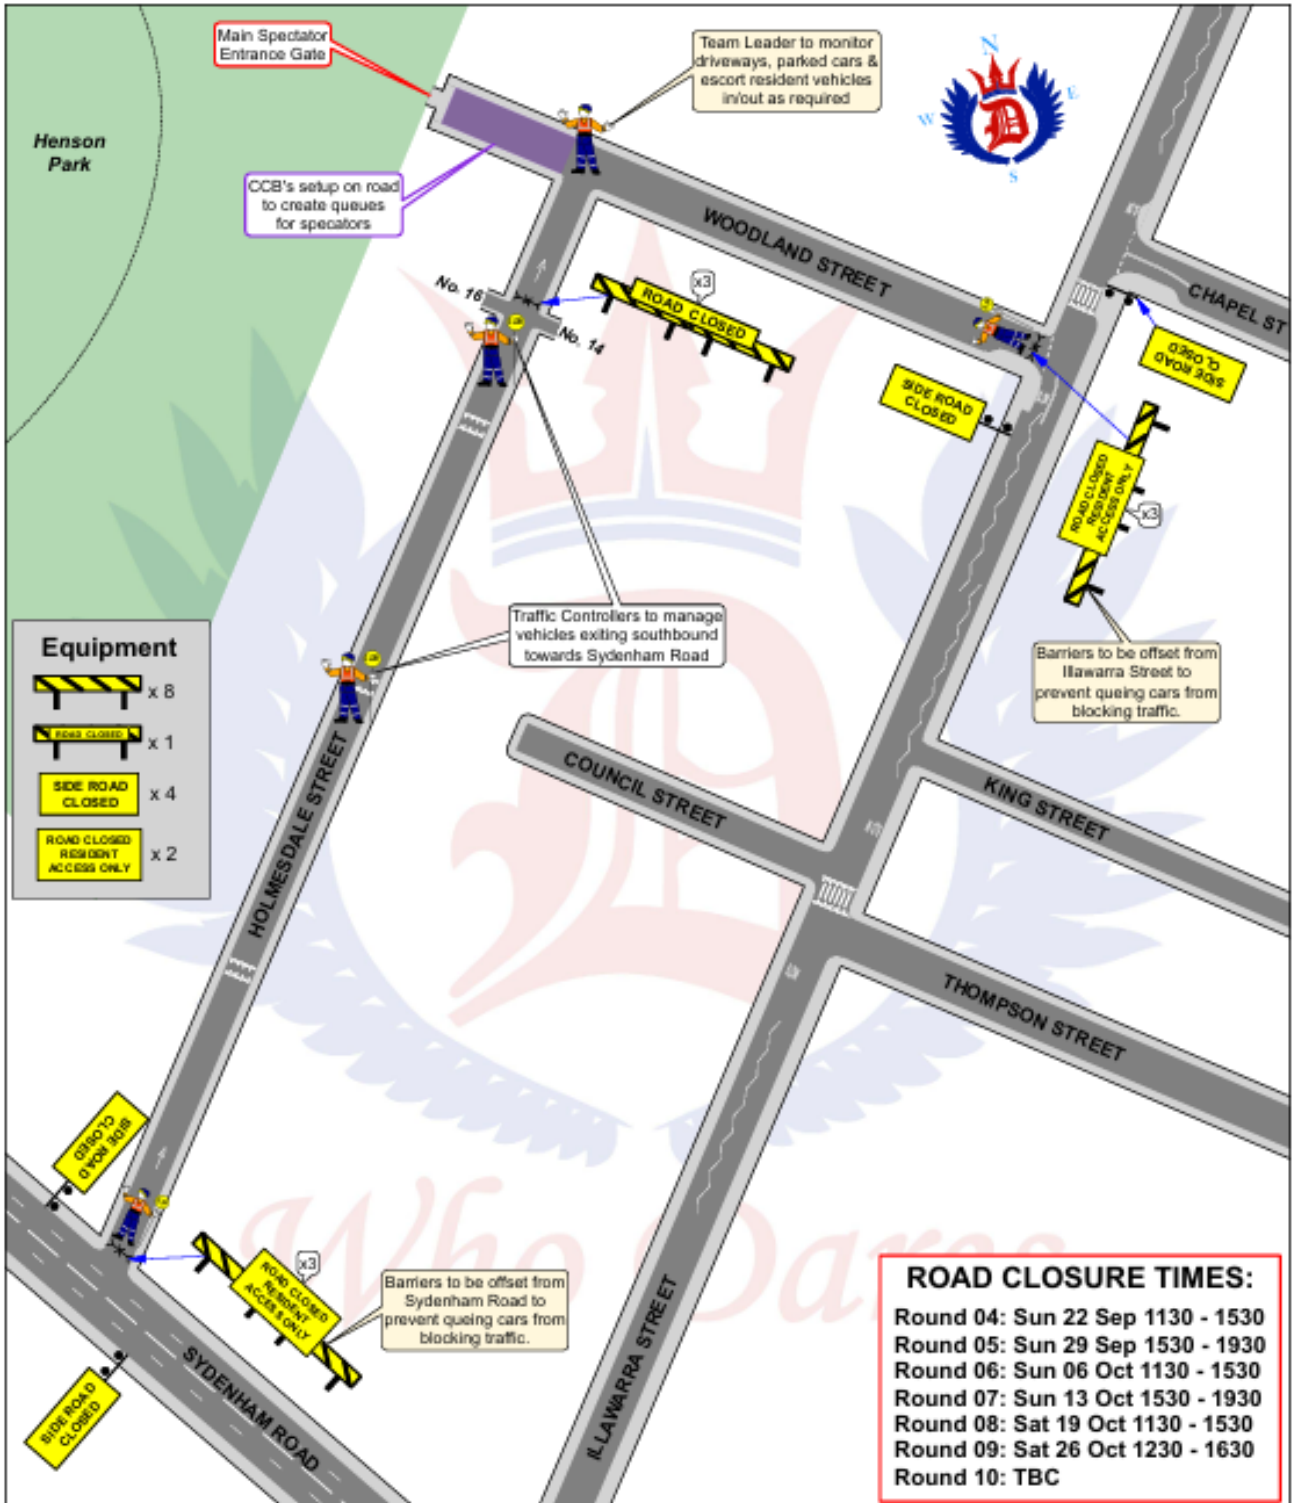 Main Spectator
Entrance Gate
Team Leader to monitor
driveways, parked cars &
escort resident vehicles
in/out as required
N
W
E
S
D
Henson
Park
CCB's setup on road
to create queues
for specators
WOODLAND STREET
CHAPEL ST
No. 16
No. 14
x3
ROAD CLOSED
SIDE ROAD
CLOSED
SIDE ROAD
CLOSED
ROAD CLOSED
RESIDENT
ACCESS ONLY
x3
Traffic Controllers to manage
vehicles exiting southbound
towards Sydenham Road
Barriers to be offset from
Illawarra Street to
prevent queing cars from
blocking traffic.
Equipment
x 8
ROAD CLOSED
x 1
SIDE ROAD
CLOSED
x 4
ROAD CLOSED
RESIDENT
ACCESS ONLY
x 2
HOLMESDALE STREET
COUNCIL STREET
KING STREET
THOMPSON STREET
SIDE ROAD
CLOSED
x3
ROAD CLOSED
RESIDENT
ACCESS ONLY
Barriers to be offset from
Sydenham Road to
prevent queing cars from
blocking traffic.
SIDE ROAD
CLOSED
SYDENHAM ROAD
ILLAWARRA STREET
Who Dares
ROAD CLOSURE TIMES:
Round 04: Sun 22 Sep 1130 - 1530
Round 05: Sun 29 Sep 1530 - 1930
Round 06: Sun 06 Oct 1130 - 1530
Round 07: Sun 13 Oct 1530 - 1930
Round 08: Sat 19 Oct 1130 - 1530
Round 09: Sat 26 Oct 1230 - 1630
Round 10: TBC